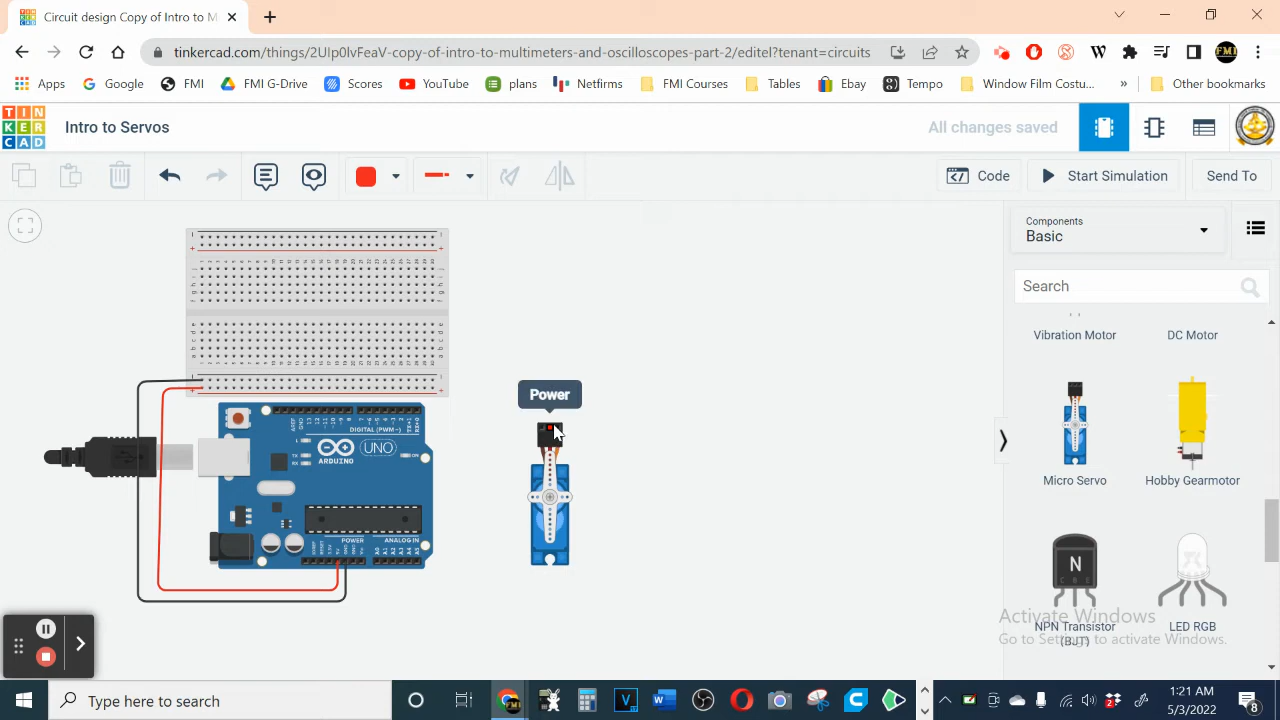 Circuit design Copy of Intro to M
tinkercad.com/things/2UIp0lvFeaV-copy-of-intro-to-multimeters-and-oscilloscopes-part-2/editel?tenant=circuits
Apps Google FMI FMI G-Drive Scores YouTube plans Netfirms FMI Courses Tables Ebay Tempo Window Film Costu... » Other bookmarks
TIN
KER
CAD
Intro to Servos
All changes saved
Code
Start Simulation
Send To
Components
Basic
Search
Vibration Motor
DC Motor
Power
DIGITAL (PWM~)
UNO
ARDUINO
ON
POWER
ANALOG IN
Micro Servo
Hobby Gearmotor
N
NPN Transistor
(BJT)
LED RGB
Activate Windows
Go to Settings to activate Windows.
Type here to search
1:21 AM
5/3/2022
8